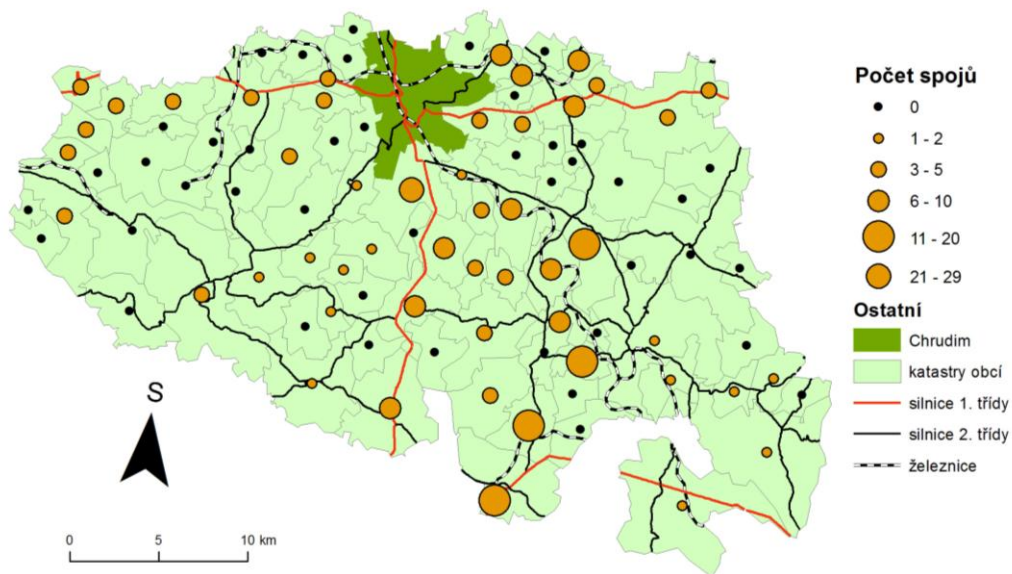 Počet spojů
0
1 - 2
3 - 5
6 - 10
11 - 20
21 - 29
Ostatní
Chrudim
katastry obcí
silnice 1. třídy
silnice 2. třídy
železnice
S
0 5 10 km